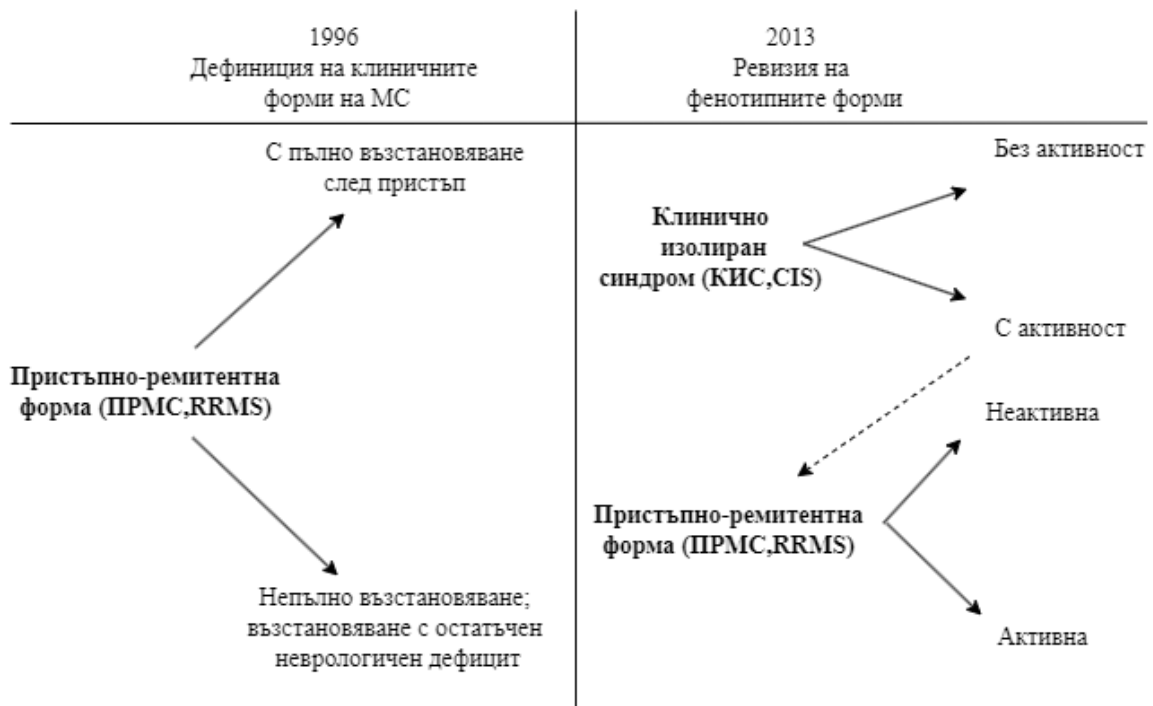 1996
Дефиниция на клиничните
форми на МС
С пълно възстановяване
след пристъп
Пристъпно-ремитентна
форма (ПРМС,RRMS)
Непълно възстановяване;
възстановяване с остатъчен
неврологичен дефицит
2013
Ревизия на
фенотипните форми
Без активност
Клинично
изолиран
синдром (КИС,CIS)
С активност
Неактивна
Пристъпно-ремитентна
форма (ПРМС,RRMS)
Активна